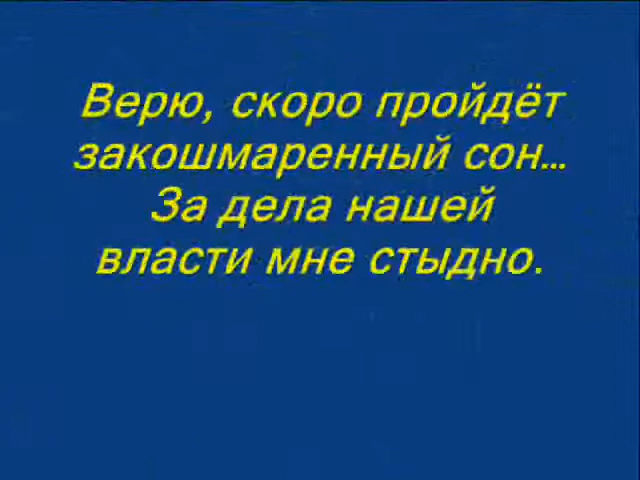 Верю, скоро пройдёт
закошмаренный сон...
За дела нашей
власти мне стыдно.